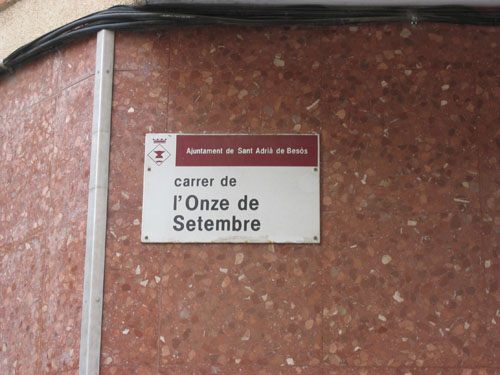 Ajuntament de Sant Adrià de Besòs
carrer de
l'Onze de
Setembre